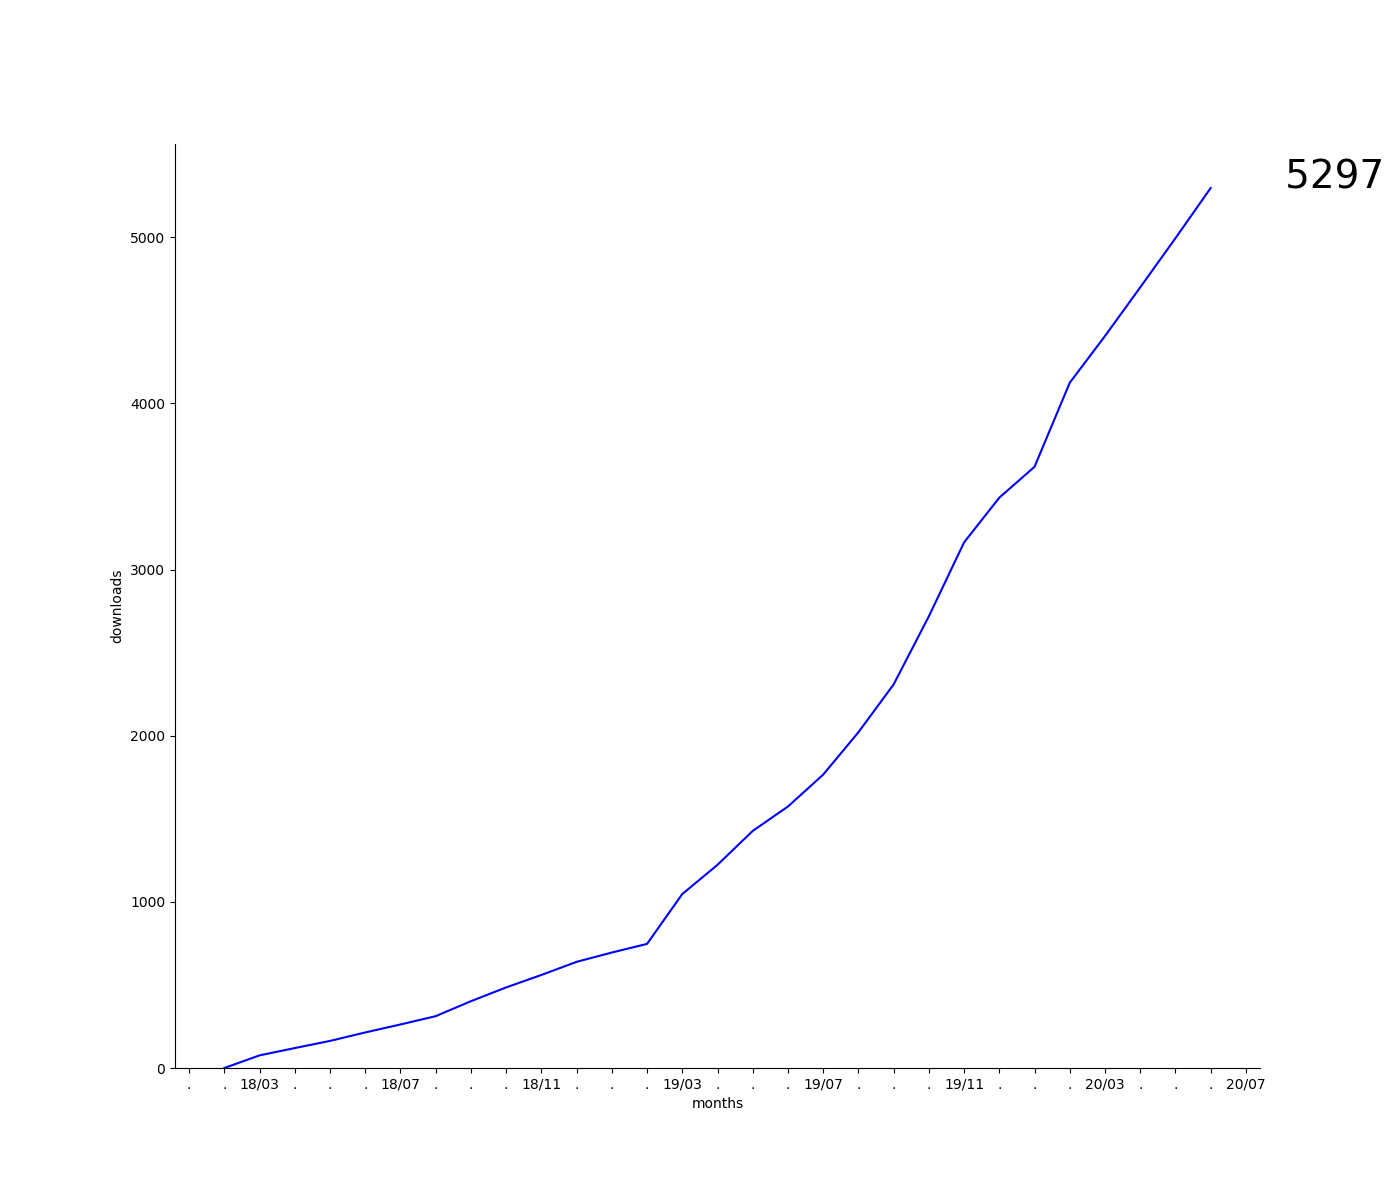 5297
5000
4000
3000
2000
1000
0
downloads
. . 18/03 . . . 18/07 . . . 18/11 . . . 19/03 . . . 19/07 . . . 19/11 . . . 20/03 . . . 20/07
months